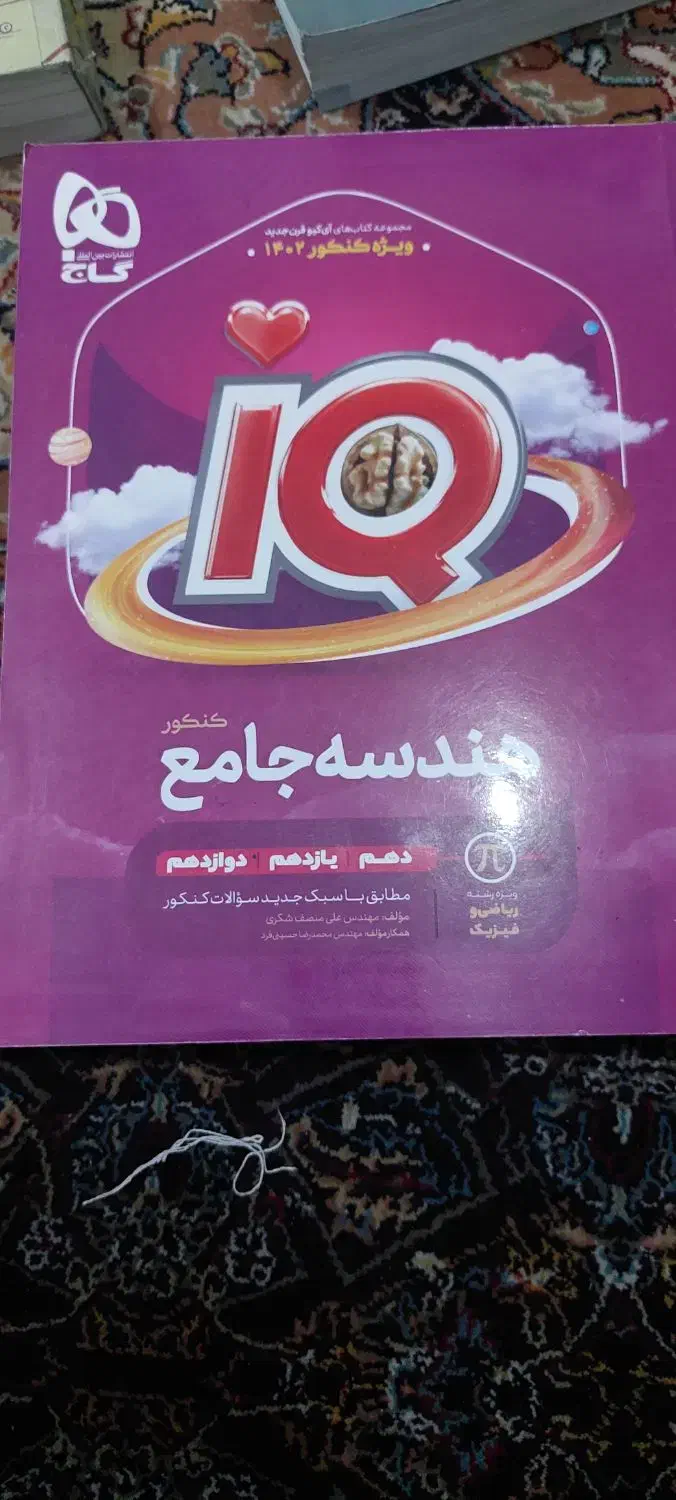 مجموعه کتاب‌های آی‌کیو قرن جدید
• ویژه کنکور ۱۴۰۲ •
انتشارات بین‌المللی
گاج
IQ
کنکور
هندسه جامع
دهم | یازدهم | دوازدهم
π
ویژه رشته
ریاضی و
فیزیک
مطابق با سبک جدید سؤالات کنکور
مؤلف: مهندس علی منصف شکری
همکار مؤلف: مهندس محمدرضا حسینی فرد